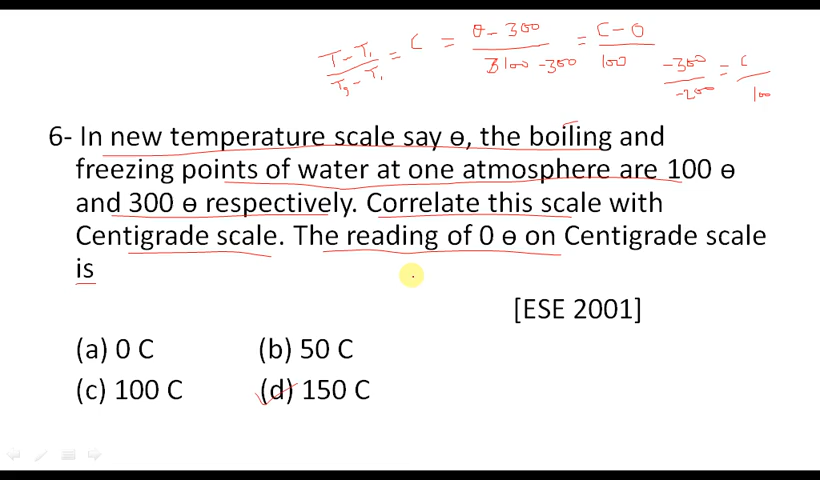 T - T₁ / T₂ - T₁ = C = θ - 300 / 100 - 300 = C - 0 / 100
-300 / -200 = C / 100
6- In new temperature scale say ɵ, the boiling and
freezing points of water at one atmosphere are 100 ɵ
and 300 ɵ respectively. Correlate this scale with
Centigrade scale. The reading of 0 ɵ on Centigrade scale
is
[ESE 2001]
(a) 0 C (b) 50 C
(c) 100 C (d) 150 C